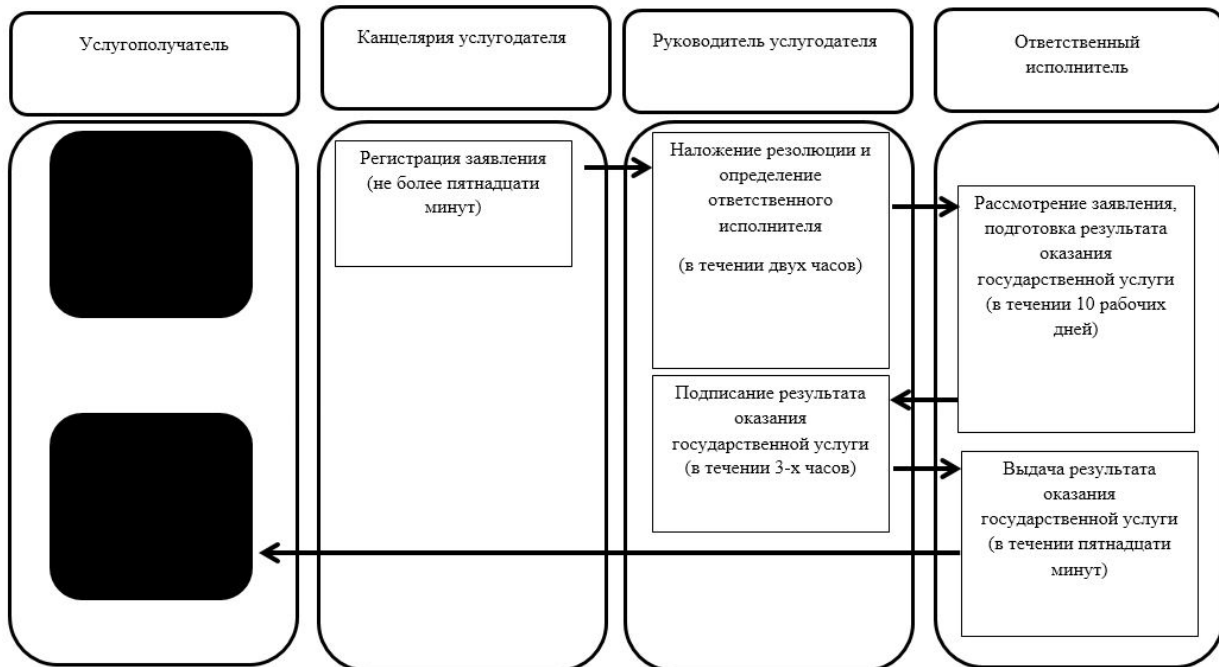 Услугополучатель
Канцелярия услугодателя
Руководитель услугодателя
Ответственный
исполнитель
Регистрация заявления
(не более пятнадцати
минут)
Наложение резолюции и
определение
ответственного
исполнителя
(в течении двух часов)
Рассмотрение заявления,
подготовка результата
оказания
государственной услуги
(в течении 10 рабочих
дней)
Подписание результата
оказания
государственной услуги
(в течении 3-х часов)
Выдача результата
оказания
государственной услуги
(в течении пятнадцати
минут)